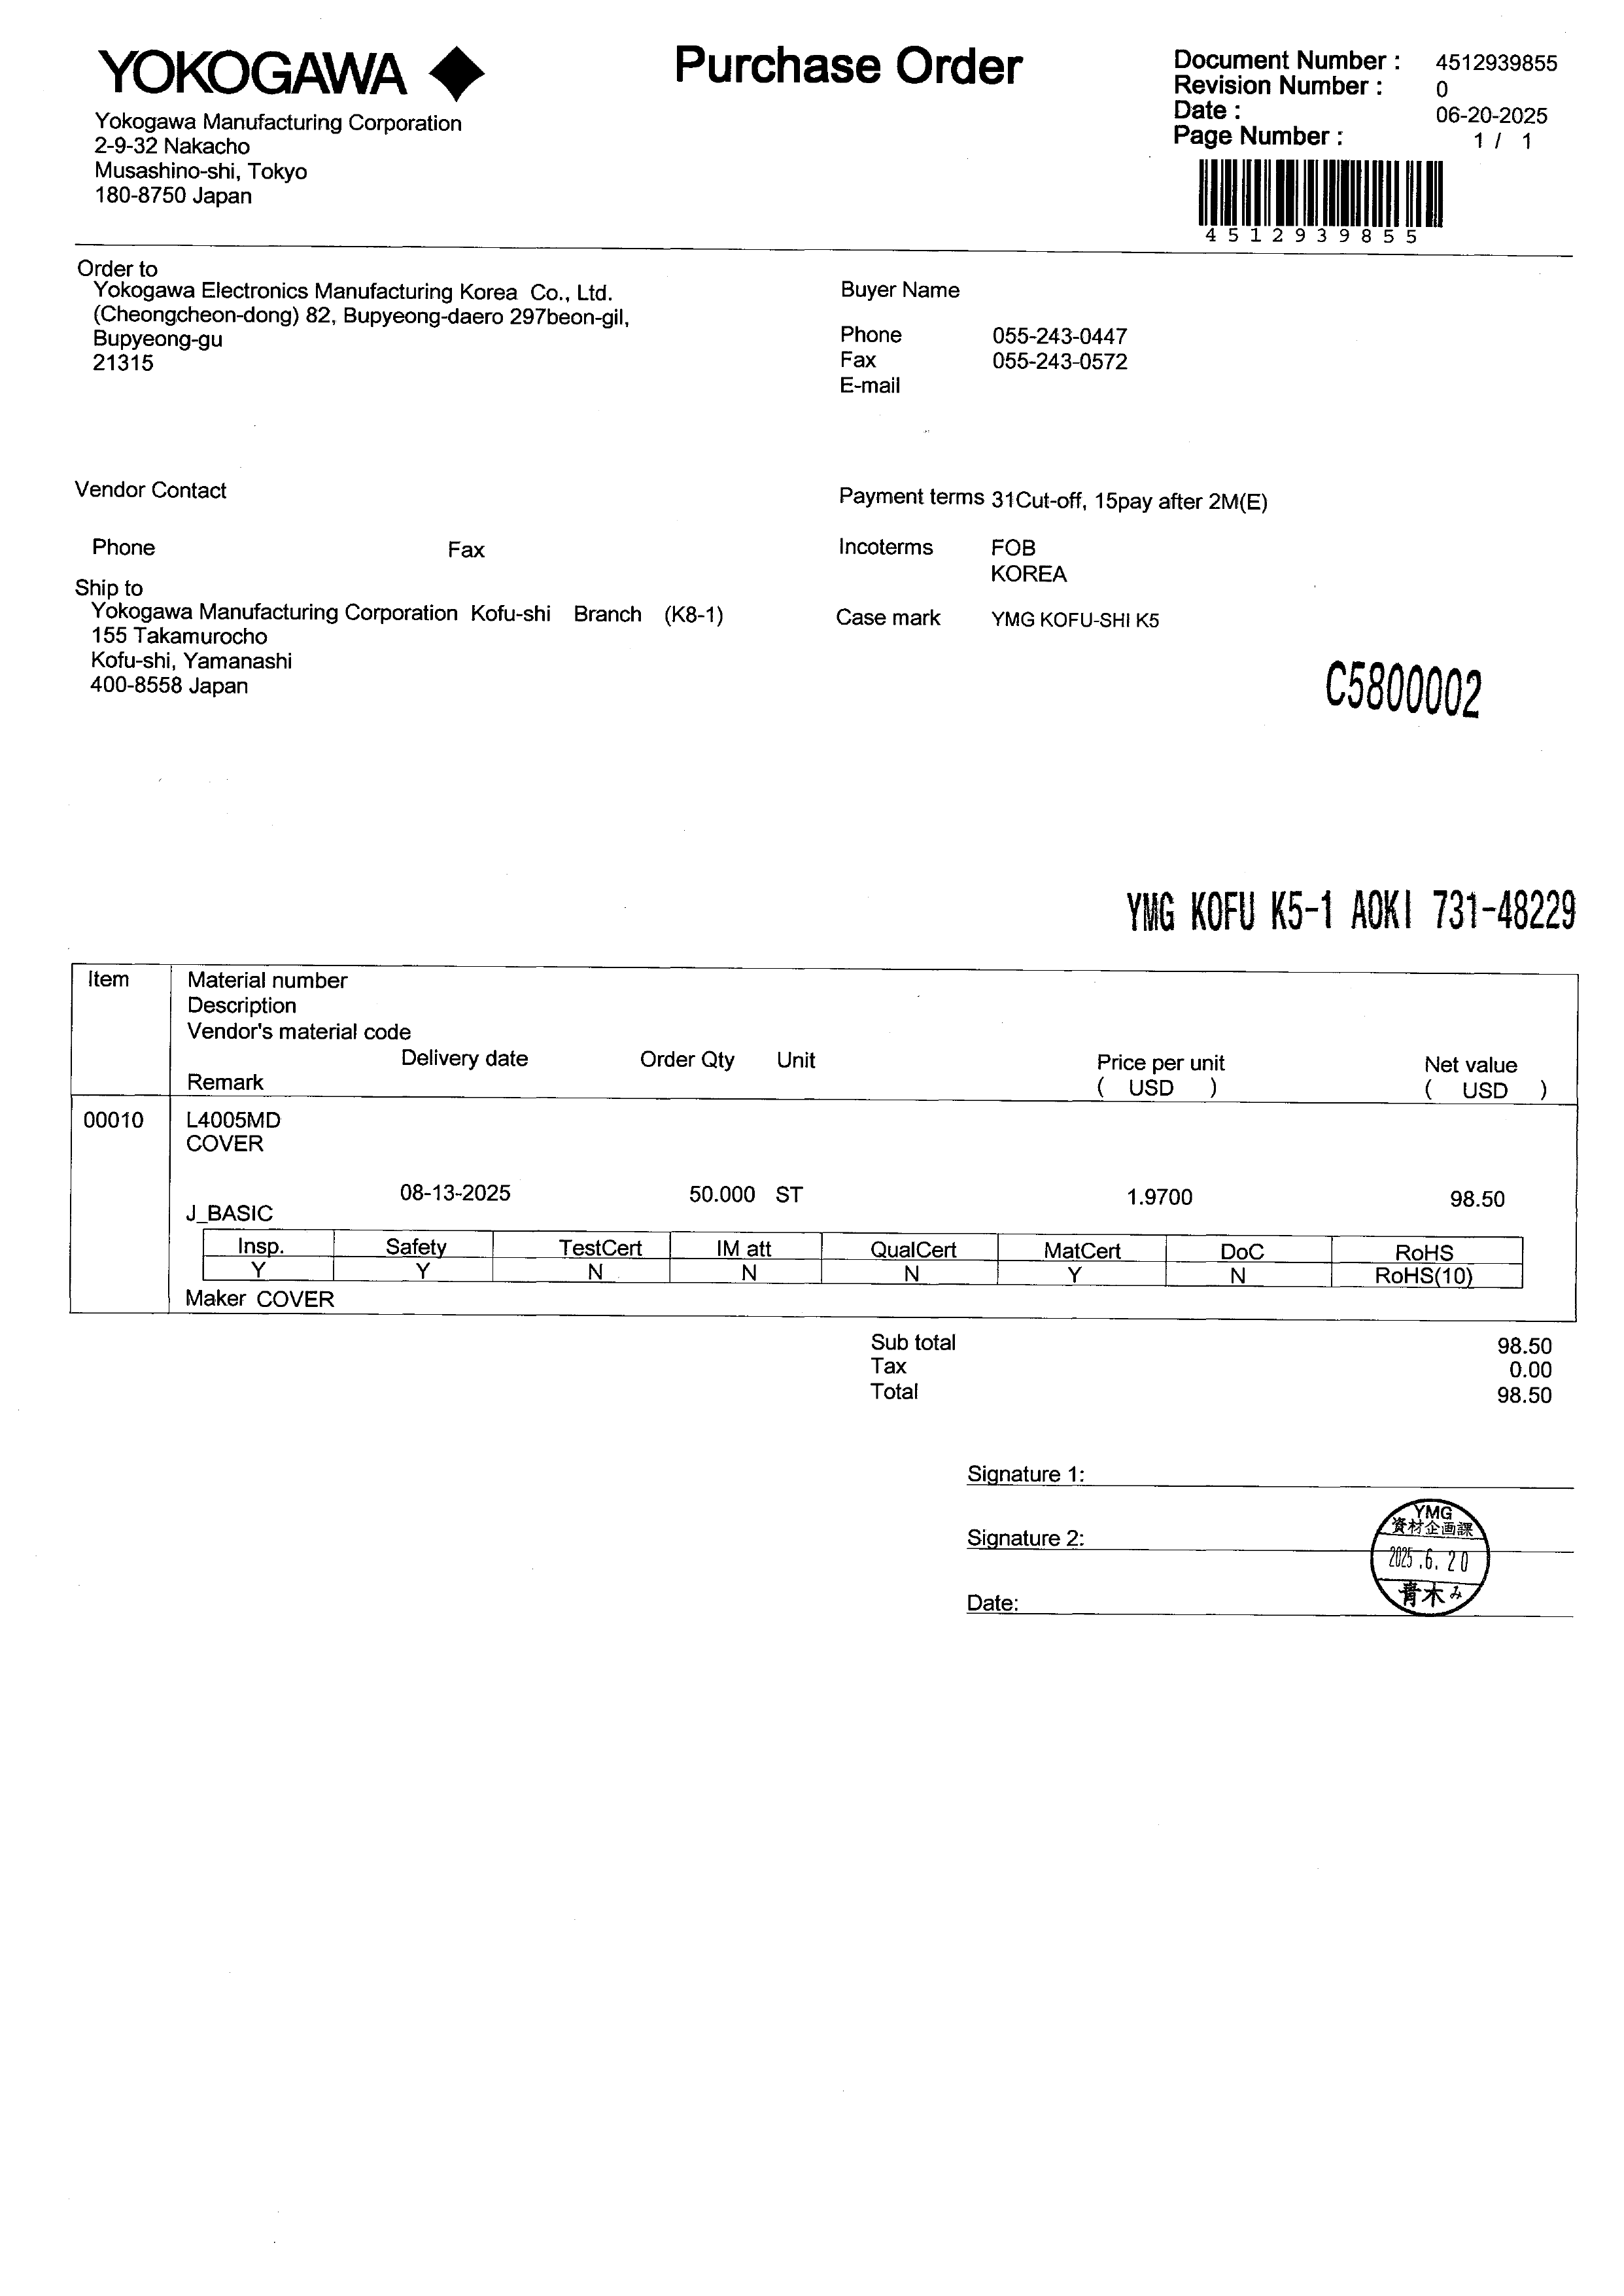 YOKOGAWA
Purchase Order
Document Number : 4512939855
Revision Number : 0
Date : 06-20-2025
Page Number : 1 / 1
4512939855
Yokogawa Manufacturing Corporation
2-9-32 Nakacho
Musashino-shi, Tokyo
180-8750 Japan
Order to
Yokogawa Electronics Manufacturing Korea Co., Ltd.
(Cheongcheon-dong) 82, Bupyeong-daero 297beon-gil,
Bupyeong-gu
21315
Buyer Name
Phone 055-243-0447
Fax 055-243-0572
E-mail
Vendor Contact
Phone Fax
Payment terms 31Cut-off, 15pay after 2M(E)
Incoterms FOB
KOREA
Ship to
Yokogawa Manufacturing Corporation Kofu-shi Branch (K8-1)
155 Takamurocho
Kofu-shi, Yamanashi
400-8558 Japan
Case mark YMG KOFU-SHI K5
C5800002
YMG KOFU K5-1 AOKI 731-48229
Item Material number
Description
Vendor's material code
Delivery date Order Qty Unit Price per unit Net value
Remark ( USD ) ( USD )
00010 L4005MD
COVER
08-13-2025 50.000 ST 1.9700 98.50
J_BASIC
Insp. Safety TestCert IM att QualCert MatCert DoC RoHS
Y Y N N N Y N RoHS(10)
Maker COVER
Sub total 98.50
Tax 0.00
Total 98.50
Signature 1:
Signature 2:
Date:
YMG
資材企画課
2025.6.20
青木み